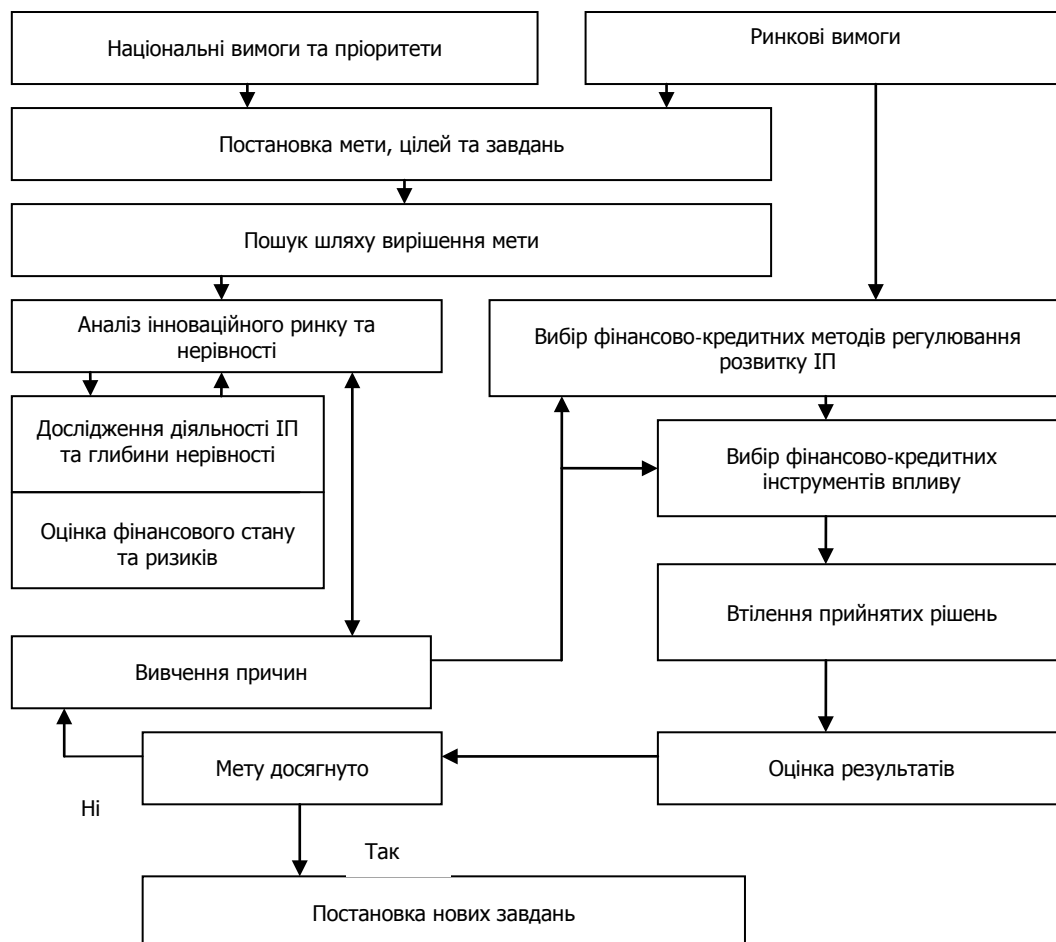 Національні вимоги та пріоритети
Ринкові вимоги
Постановка мети, цілей та завдань
Пошук шляху вирішення мети
Аналіз інноваційного ринку та
нерівності
Вибір фінансово-кредитних методів регулювання
розвитку ІП
Дослідження діяльності ІП
та глибини нерівності
Вибір фінансово-кредитних
інструментів впливу
Оцінка фінансового стану
та ризиків
Втілення прийнятих рішень
Вивчення причин
Мету досягнуто
Оцінка результатів
Ні
Так
Постановка нових завдань